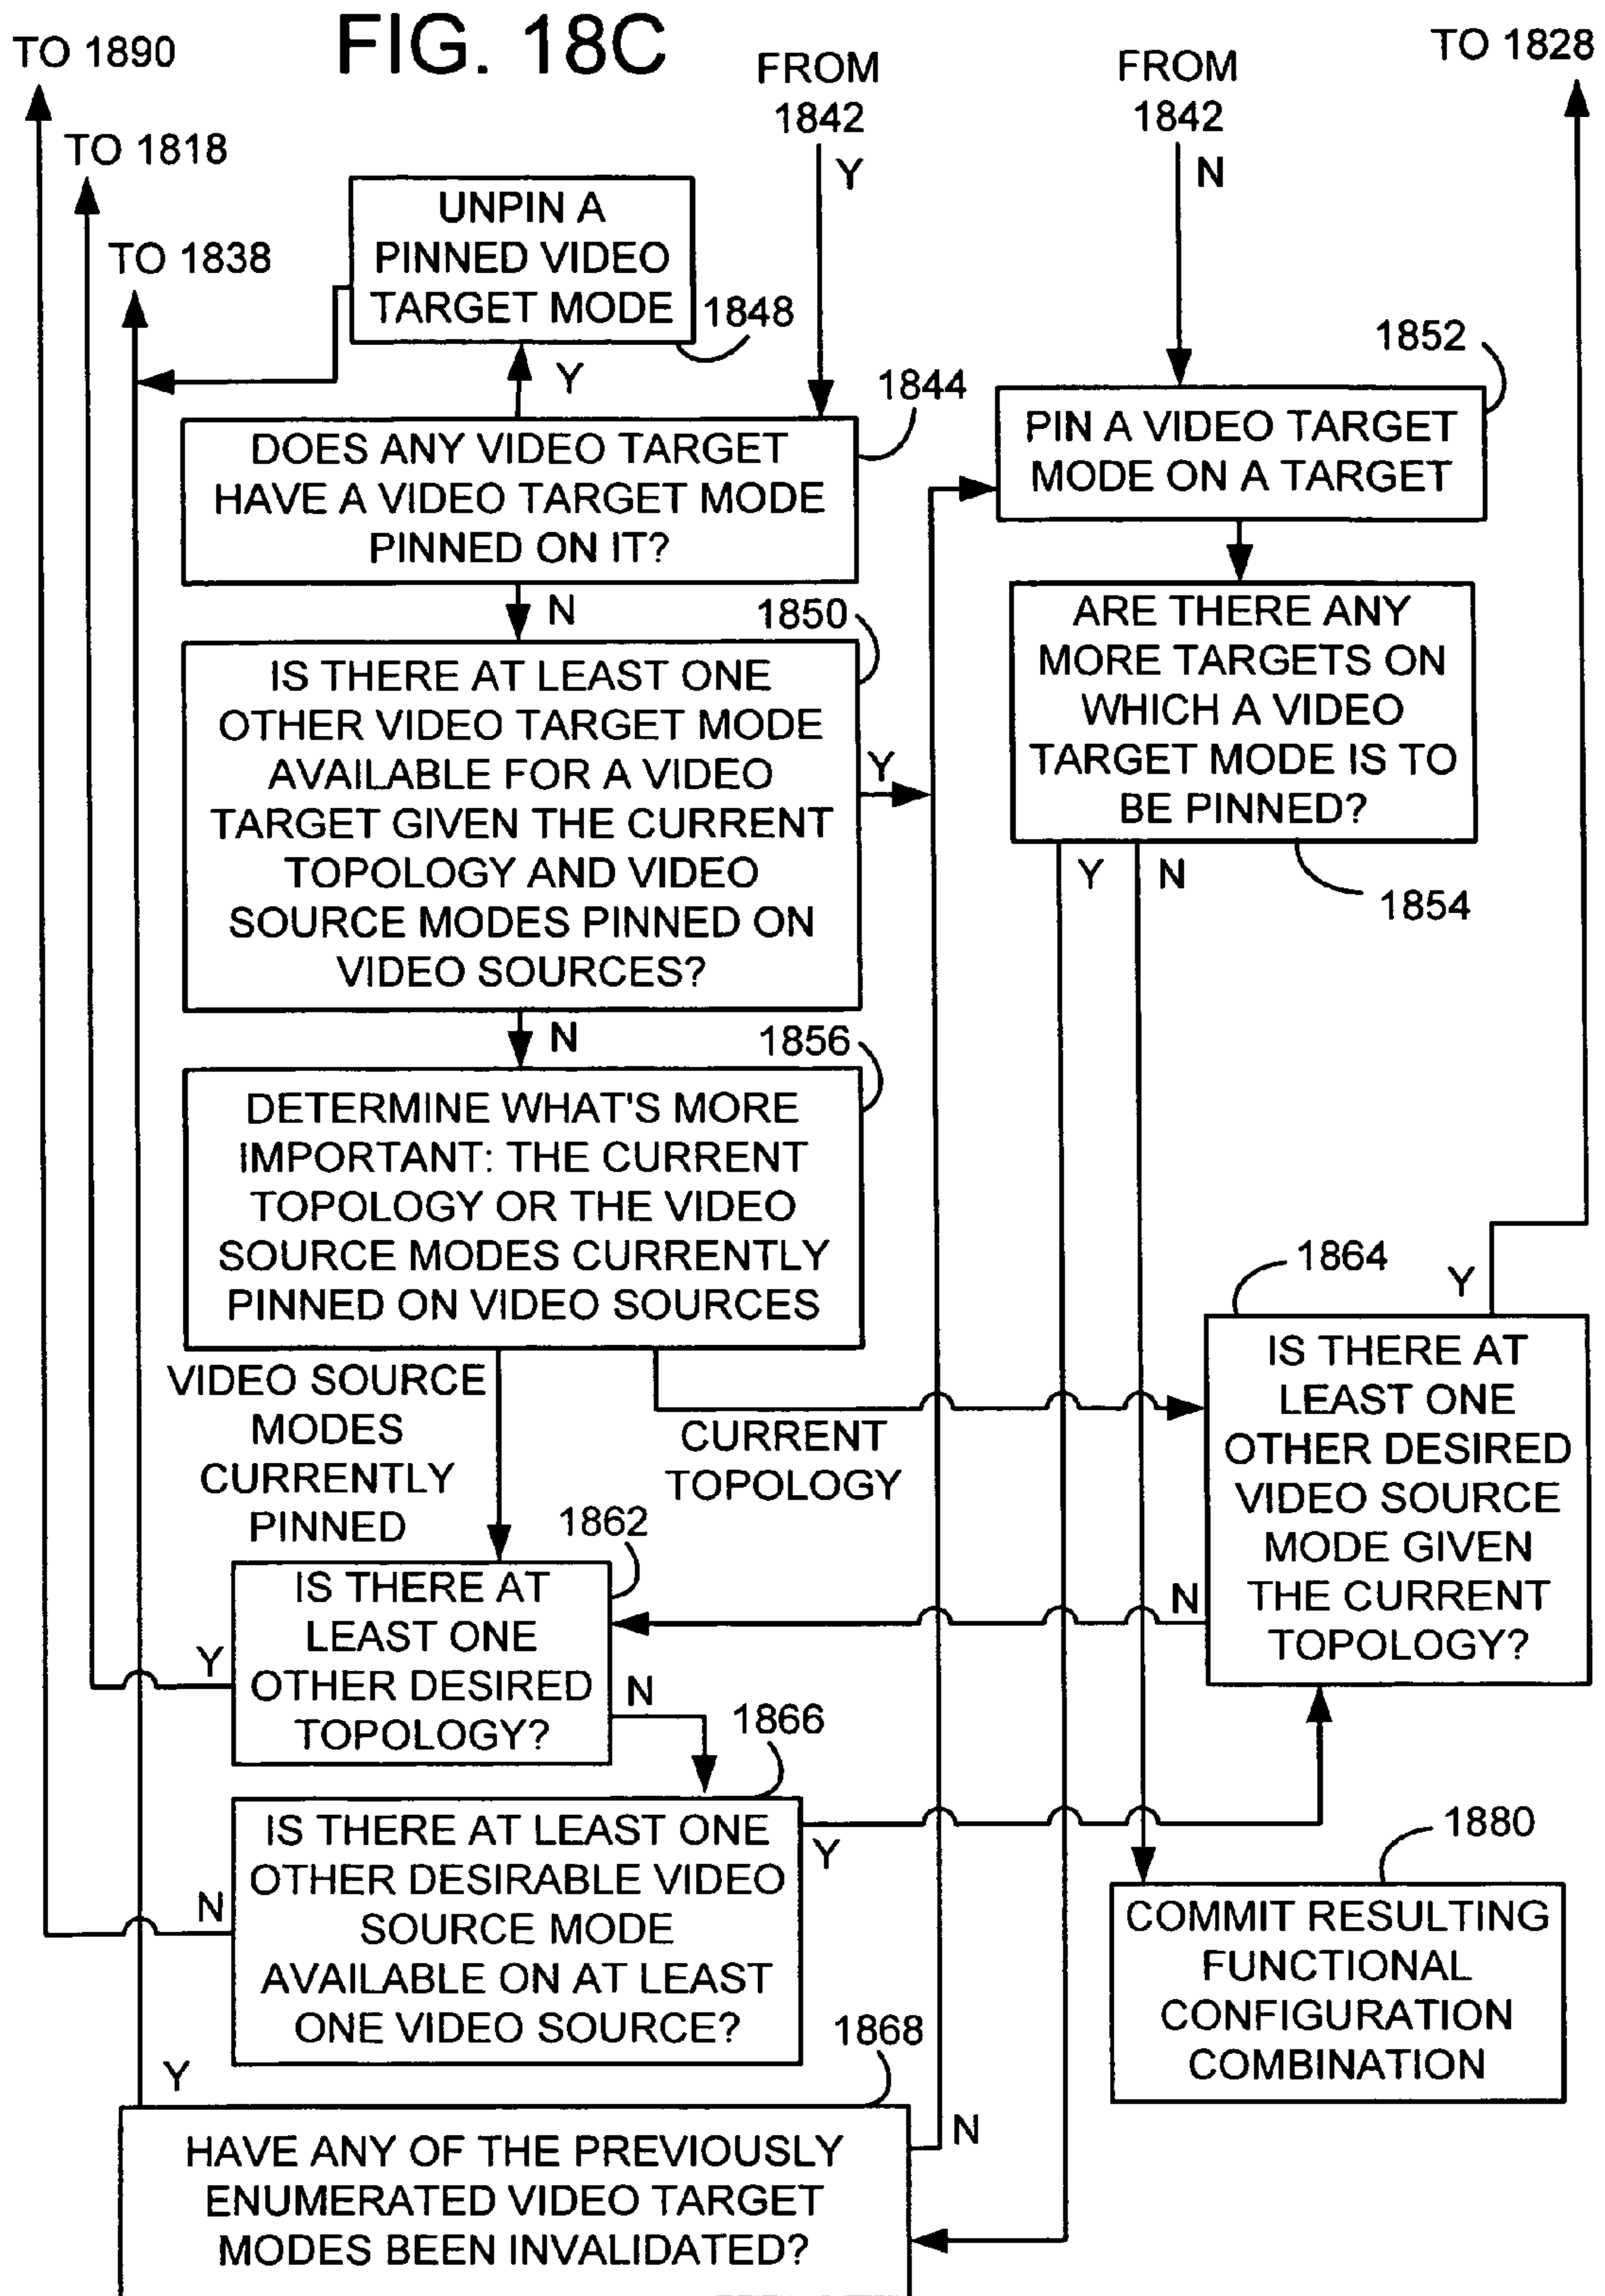 FIG. 18C
TO 1890
TO 1818
TO 1838
FROM
1842
Y
FROM
1842
N
TO 1828
UNPIN A
PINNED VIDEO
TARGET MODE
1848
Y
1844
DOES ANY VIDEO TARGET
HAVE A VIDEO TARGET MODE
PINNED ON IT?
N
1852
PIN A VIDEO TARGET
MODE ON A TARGET
1850
IS THERE AT LEAST ONE
OTHER VIDEO TARGET MODE
AVAILABLE FOR A VIDEO
TARGET GIVEN THE CURRENT
TOPOLOGY AND VIDEO
SOURCE MODES PINNED ON
VIDEO SOURCES?
Y
N
ARE THERE ANY
MORE TARGETS ON
WHICH A VIDEO
TARGET MODE IS TO
BE PINNED?
Y
N
1854
1856
DETERMINE WHAT'S MORE
IMPORTANT: THE CURRENT
TOPOLOGY OR THE VIDEO
SOURCE MODES CURRENTLY
PINNED ON VIDEO SOURCES
VIDEO SOURCE
MODES
CURRENTLY
PINNED
CURRENT
TOPOLOGY
1864
Y
IS THERE AT
LEAST ONE
OTHER DESIRED
VIDEO SOURCE
MODE GIVEN
THE CURRENT
TOPOLOGY?
N
1862
IS THERE AT
LEAST ONE
OTHER DESIRED
TOPOLOGY?
Y
N
1866
IS THERE AT LEAST ONE
OTHER DESIRABLE VIDEO
SOURCE MODE
AVAILABLE ON AT LEAST
ONE VIDEO SOURCE?
Y
N
1880
COMMIT RESULTING
FUNCTIONAL
CONFIGURATION
COMBINATION
1868
Y
N
HAVE ANY OF THE PREVIOUSLY
ENUMERATED VIDEO TARGET
MODES BEEN INVALIDATED?